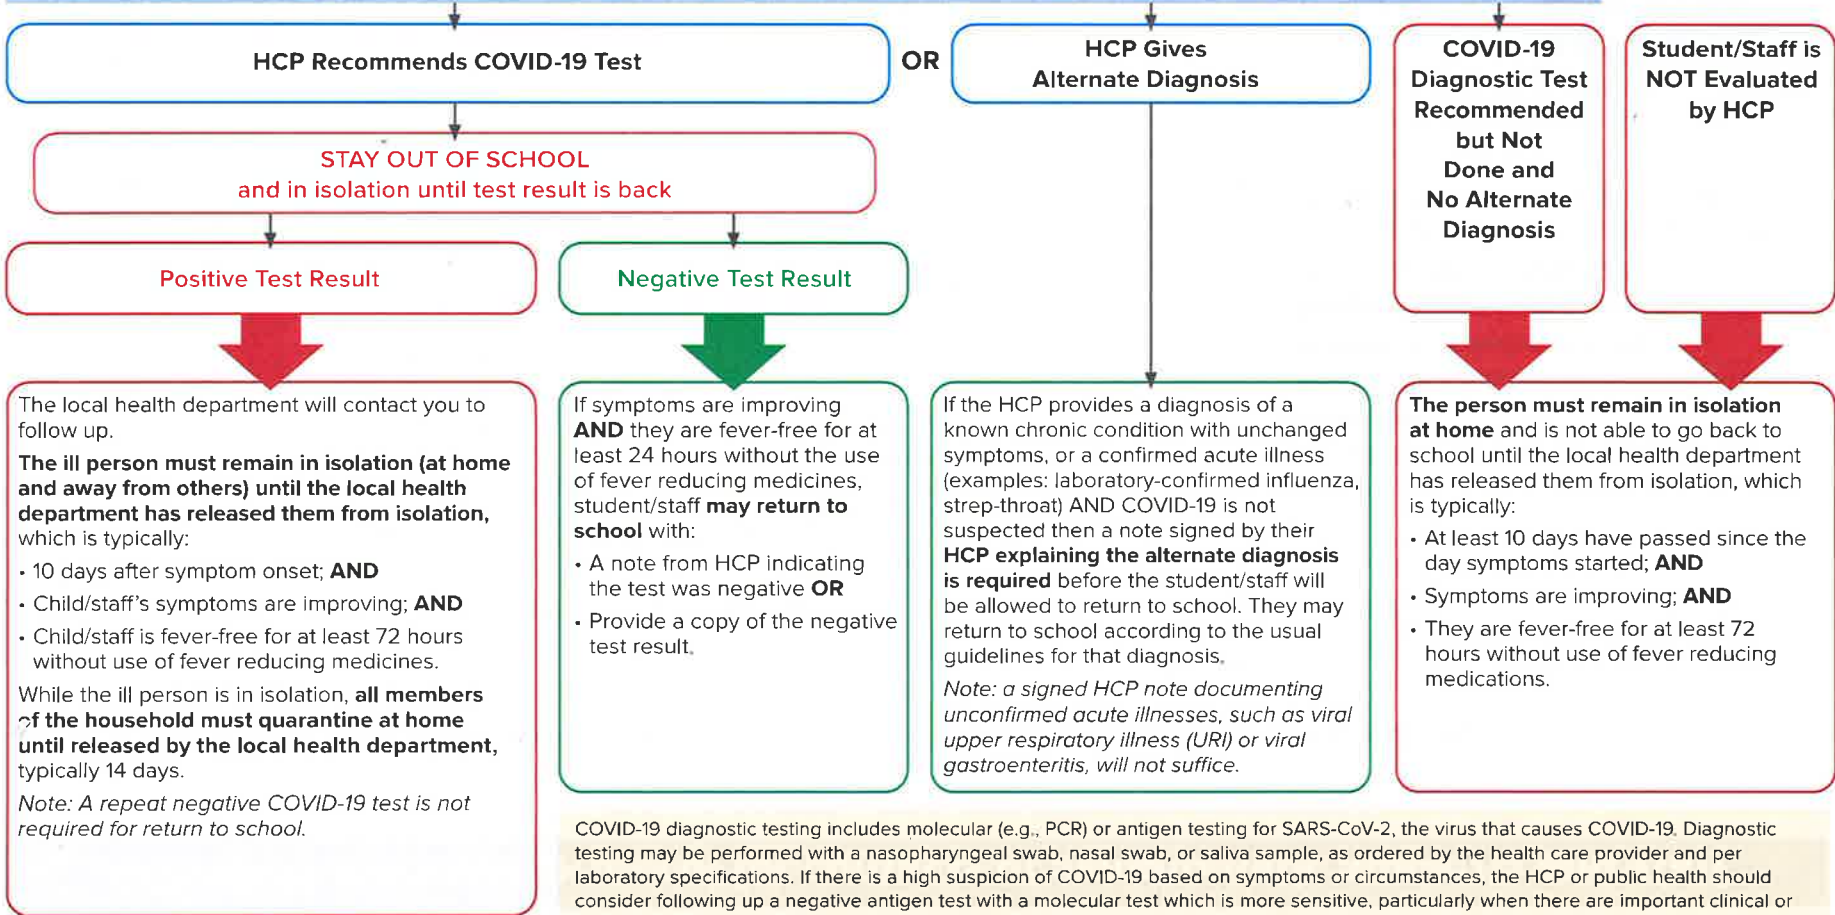 HCP Recommends COVID-19 Test
OR
HCP Gives
Alternate Diagnosis
COVID-19
Diagnostic Test
Recommended
but Not
Done and
No Alternate
Diagnosis
Student/Staff is
NOT Evaluated
by HCP
STAY OUT OF SCHOOL
and in isolation until test result is back
Positive Test Result
Negative Test Result
The local health department will contact you to
follow up.
The ill person must remain in isolation (at home
and away from others) until the local health
department has released them from isolation,
which is typically:
• 10 days after symptom onset; AND
• Child/staff's symptoms are improving; AND
• Child/staff is fever-free for at least 72 hours
without use of fever reducing medicines.
While the ill person is in isolation, all members
of the household must quarantine at home
until released by the local health department,
typically 14 days.
Note: A repeat negative COVID-19 test is not
required for return to school.
If symptoms are improving
AND they are fever-free for at
least 24 hours without the use
of fever reducing medicines,
student/staff may return to
school with:
• A note from HCP indicating
the test was negative OR
• Provide a copy of the negative
test result.
If the HCP provides a diagnosis of a
known chronic condition with unchanged
symptoms, or a confirmed acute illness
(examples: laboratory-confirmed influenza,
strep-throat) AND COVID-19 is not
suspected then a note signed by their
HCP explaining the alternate diagnosis
is required before the student/staff will
be allowed to return to school. They may
return to school according to the usual
guidelines for that diagnosis.
Note: a signed HCP note documenting
unconfirmed acute illnesses, such as viral
upper respiratory illness (URI) or viral
gastroenteritis, will not suffice.
The person must remain in isolation
at home and is not able to go back to
school until the local health department
has released them from isolation, which
is typically:
• At least 10 days have passed since the
day symptoms started; AND
• Symptoms are improving; AND
• They are fever-free for at least 72
hours without use of fever reducing
medications.
COVID-19 diagnostic testing includes molecular (e.g., PCR) or antigen testing for SARS-CoV-2, the virus that causes COVID-19. Diagnostic
testing may be performed with a nasopharyngeal swab, nasal swab, or saliva sample, as ordered by the health care provider and per
laboratory specifications. If there is a high suspicion of COVID-19 based on symptoms or circumstances, the HCP or public health should
consider following up a negative antigen test with a molecular test which is more sensitive, particularly when there are important clinical or